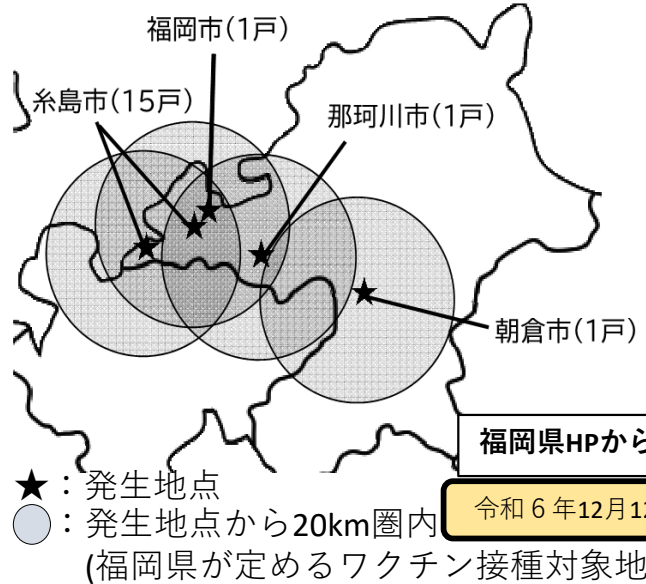 福岡市(1戸)
糸島市(15戸)
那珂川市(1戸)
朝倉市(1戸)
福岡県HPから
★：発生地点
：発生地点から20km圏内
令和６年12月12
(福岡県が定めるワクチン接種対象地